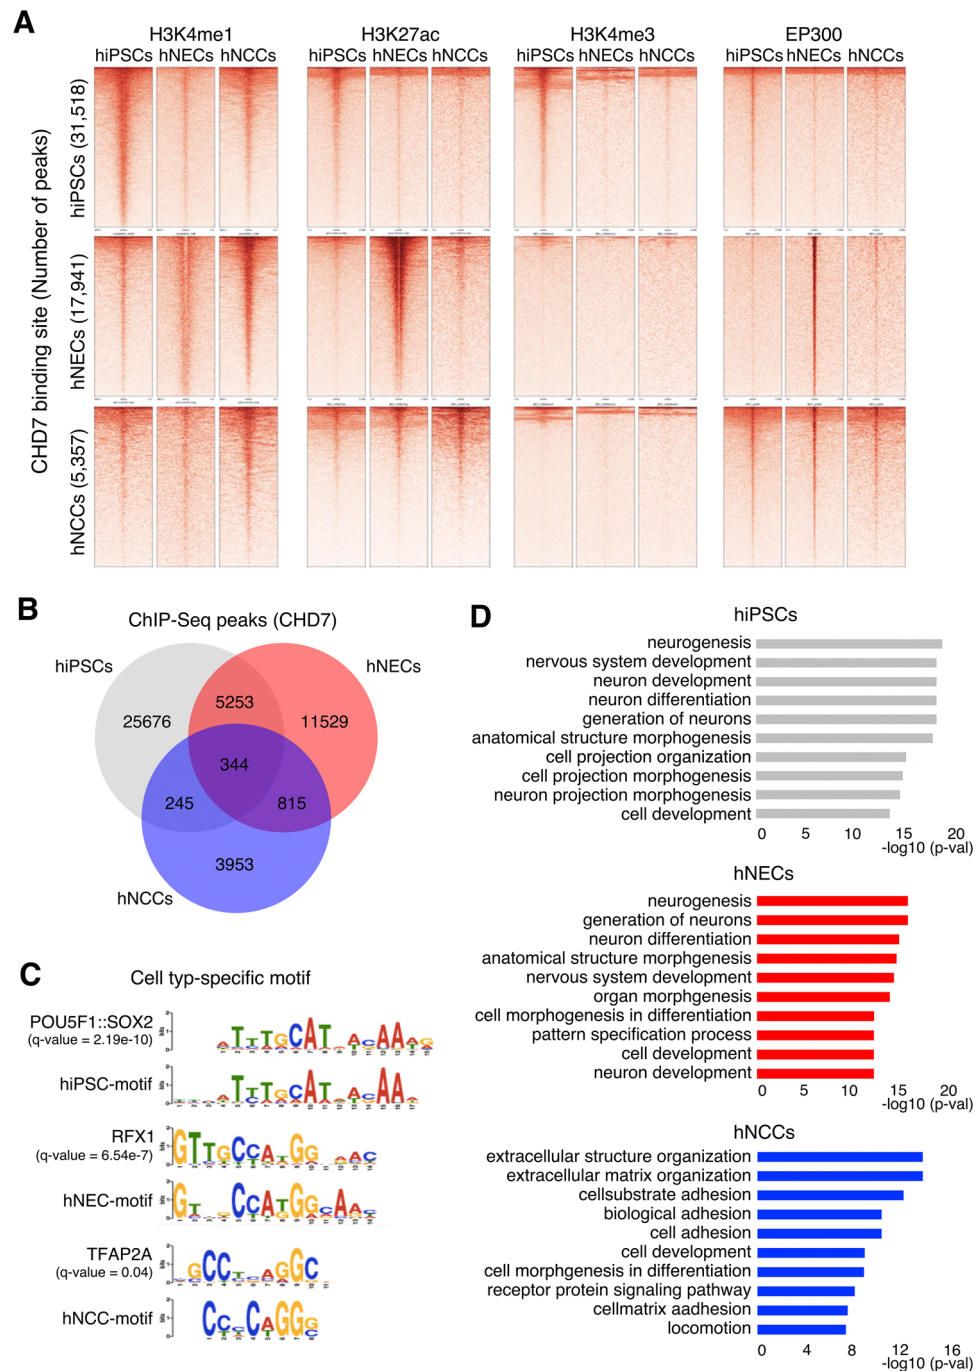 A
H3K4me1 H3K27ac H3K4me3 EP300
hiPSCs hNECs hNCCs hiPSCs hNECs hNCCs hiPSCs hNECs hNCCs hiPSCs hNECs hNCCs
CHD7 binding site (Number of peaks)
hiPSCs (31,518)
hNECs (17,941)
hNCCs (5,357)
B
ChIP-Seq peaks (CHD7)
hiPSCs
hNECs
5253
25676
11529
344
245
815
3953
hNCCs
C
Cell typ-specific motif
POU5F1::SOX2
(q-value = 2.19e-10)
hiPSC-motif
RFX1
(q-value = 6.54e-7)
hNEC-motif
TFAP2A
(q-value = 0.04)
hNCC-motif
D
hiPSCs
neurogenesis
nervous system development
neuron development
neuron differentiation
generation of neurons
anatomical structure morphogenesis
cell projection organization
cell projection morphogenesis
neuron projection morphogenesis
cell development
0 5 10 15 20
-log10 (p-val)
hNECs
neurogenesis
generation of neurons
neuron differentiation
anatomical structure morphgenesis
nervous system development
organ morphgenesis
cell morphogenesis in differentiation
pattern specification process
cell development
neuron development
0 5 10 15 20
-log10 (p-val)
hNCCs
extracellular structure organization
extracellular matrix organization
cellsubstrate adhesion
biological adhesion
cell adhesion
cell development
cell morphgenesis in differentiation
receptor protein signaling pathway
cellmatrix aadhesion
locomotion
0 4 8 12 16
-log10 (p-val)